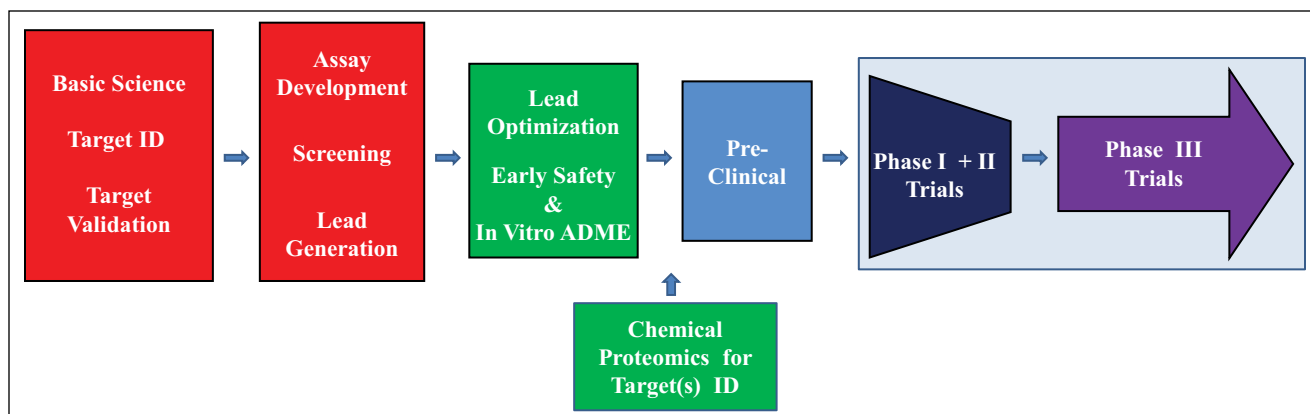 Basic Science
Target ID
Target
Validation
Assay
Development
Screening
Lead
Generation
Lead
Optimization
Early Safety
&
In Vitro ADME
Pre-
Clinical
Phase I + II
Trials
Phase III
Trials
Chemical
Proteomics for
Target(s) ID